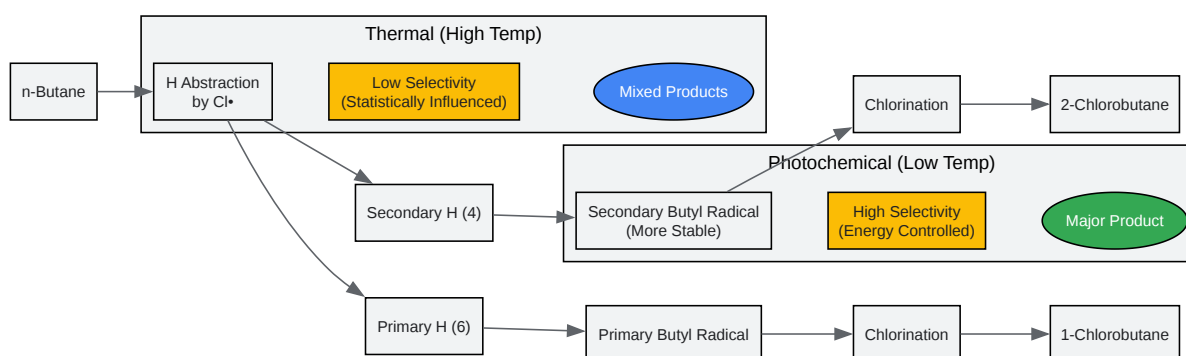 Thermal (High Temp)
n-Butane
H Abstraction
by Cl•
Low Selectivity
(Statistically Influenced)
Mixed Products
Chlorination
2-Chlorobutane
Photochemical (Low Temp)
Secondary H (4)
Secondary Butyl Radical
(More Stable)
High Selectivity
(Energy Controlled)
Major Product
Primary H (6)
Primary Butyl Radical
Chlorination
1-Chlorobutane